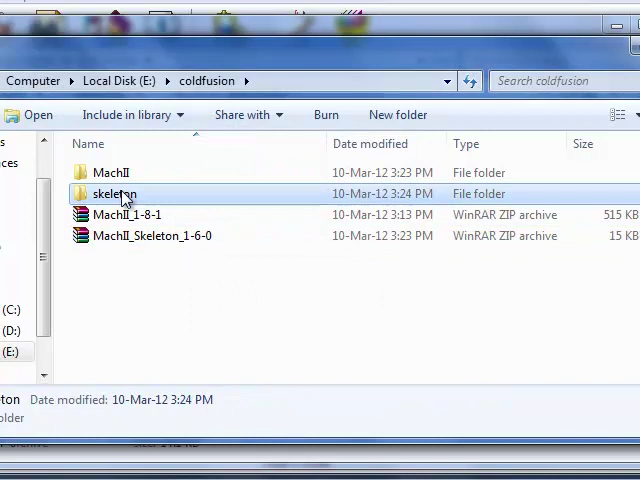 Computer Local Disk (E:) coldfusion Search coldfusion
Open Include in library Share with Burn New folder
Name Date modified Type Size
MachII 10-Mar-12 3:23 PM File folder
skeleton 10-Mar-12 3:24 PM File folder
MachII_1-8-1 10-Mar-12 3:13 PM WinRAR ZIP archive 515 KB
MachII_Skeleton_1-6-0 10-Mar-12 3:23 PM WinRAR ZIP archive 15 KB
(C:)
(D:)
(E:)
ton Date modified: 10-Mar-12 3:24 PM
older